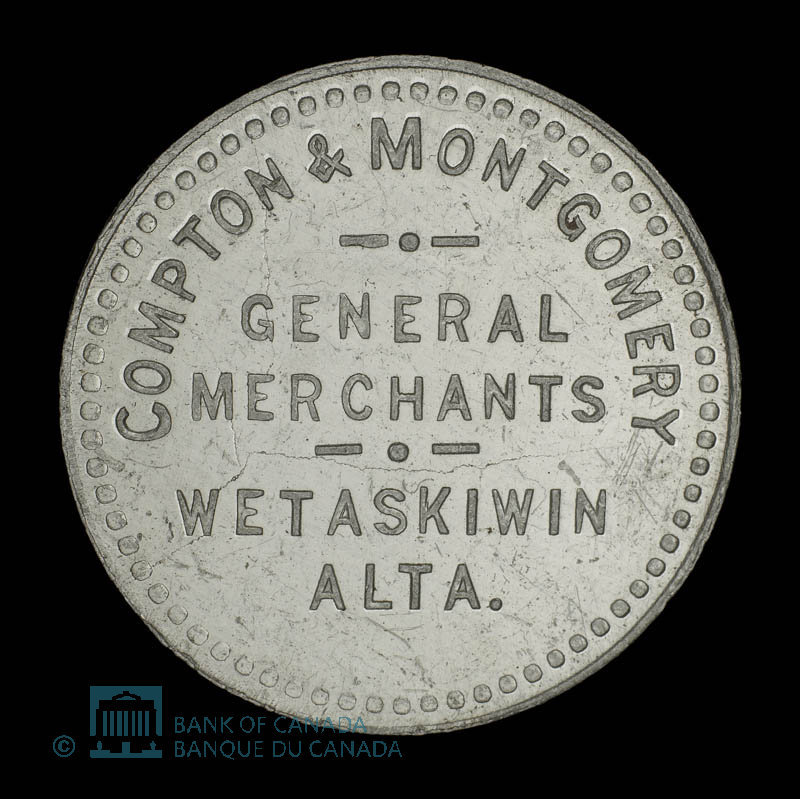 COMPTON & MONTGOMERY
GENERAL
MERCHANTS
WETASKIWIN
ALTA.
© BANK OF CANADA
BANQUE DU CANADA